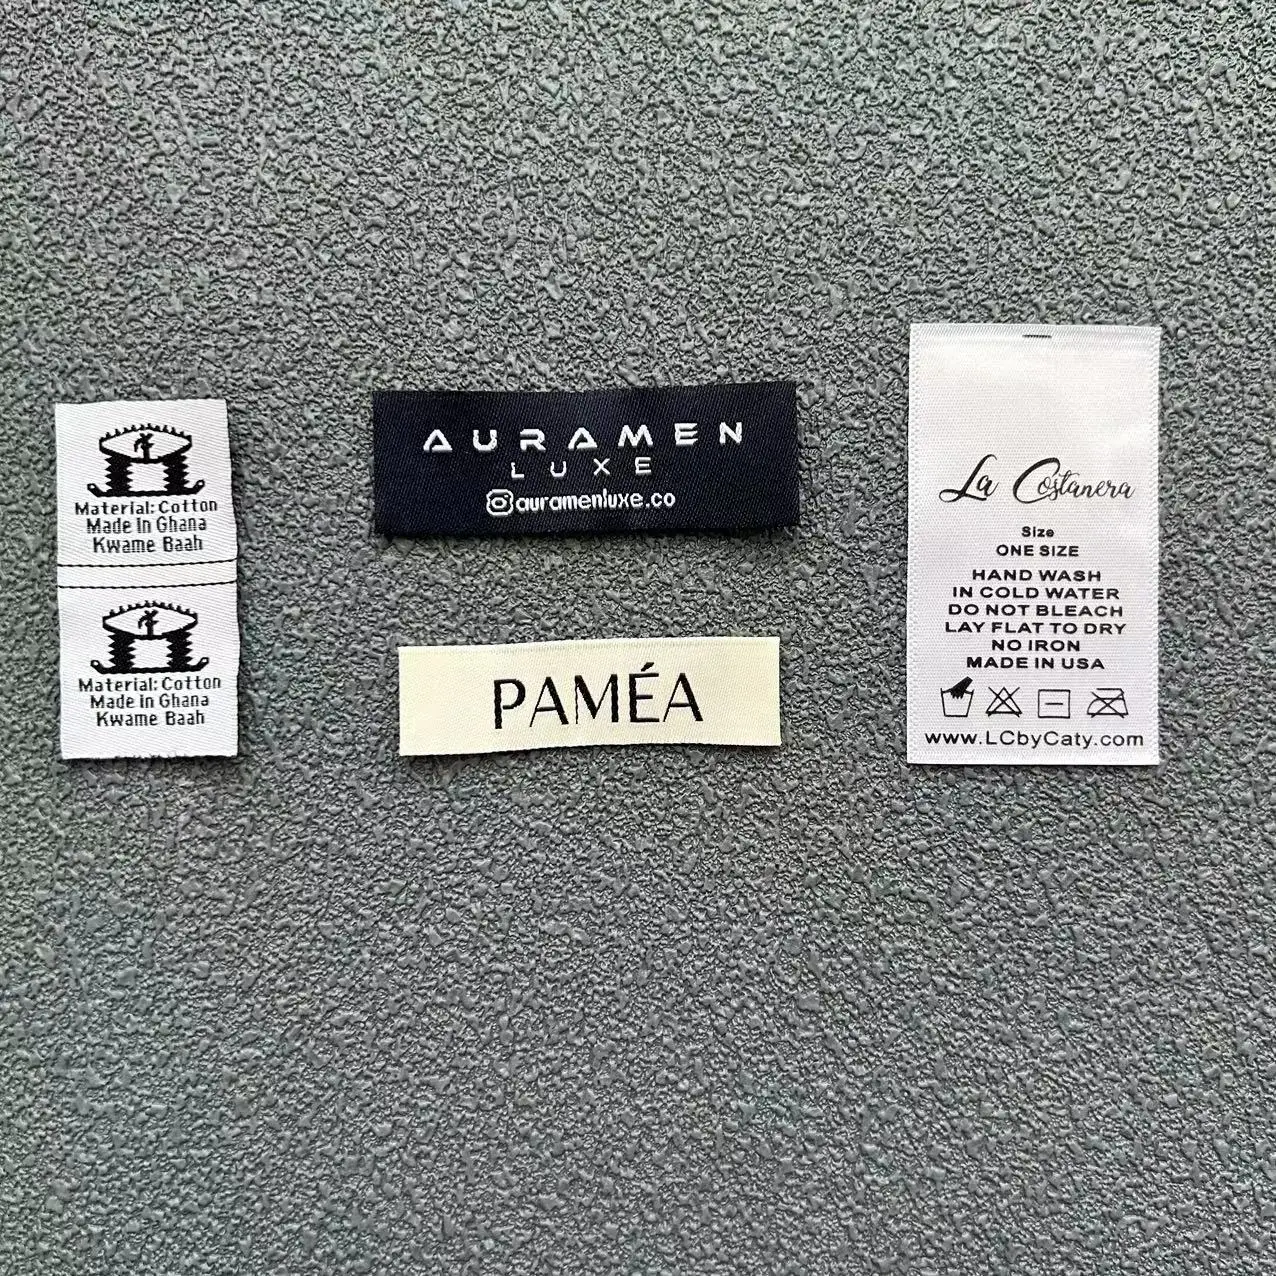 Material: Cotton
Made In Ghana
Kwame Baah
Material: Cotton
Made In Ghana
Kwame Baah
AURAMEN
LUXE
auramenluxe.co
PAMÉA
La Costanera
Size
ONE SIZE
HAND WASH
IN COLD WATER
DO NOT BLEACH
LAY FLAT TO DRY
NO IRON
MADE IN USA
www.LCbyCaty.com